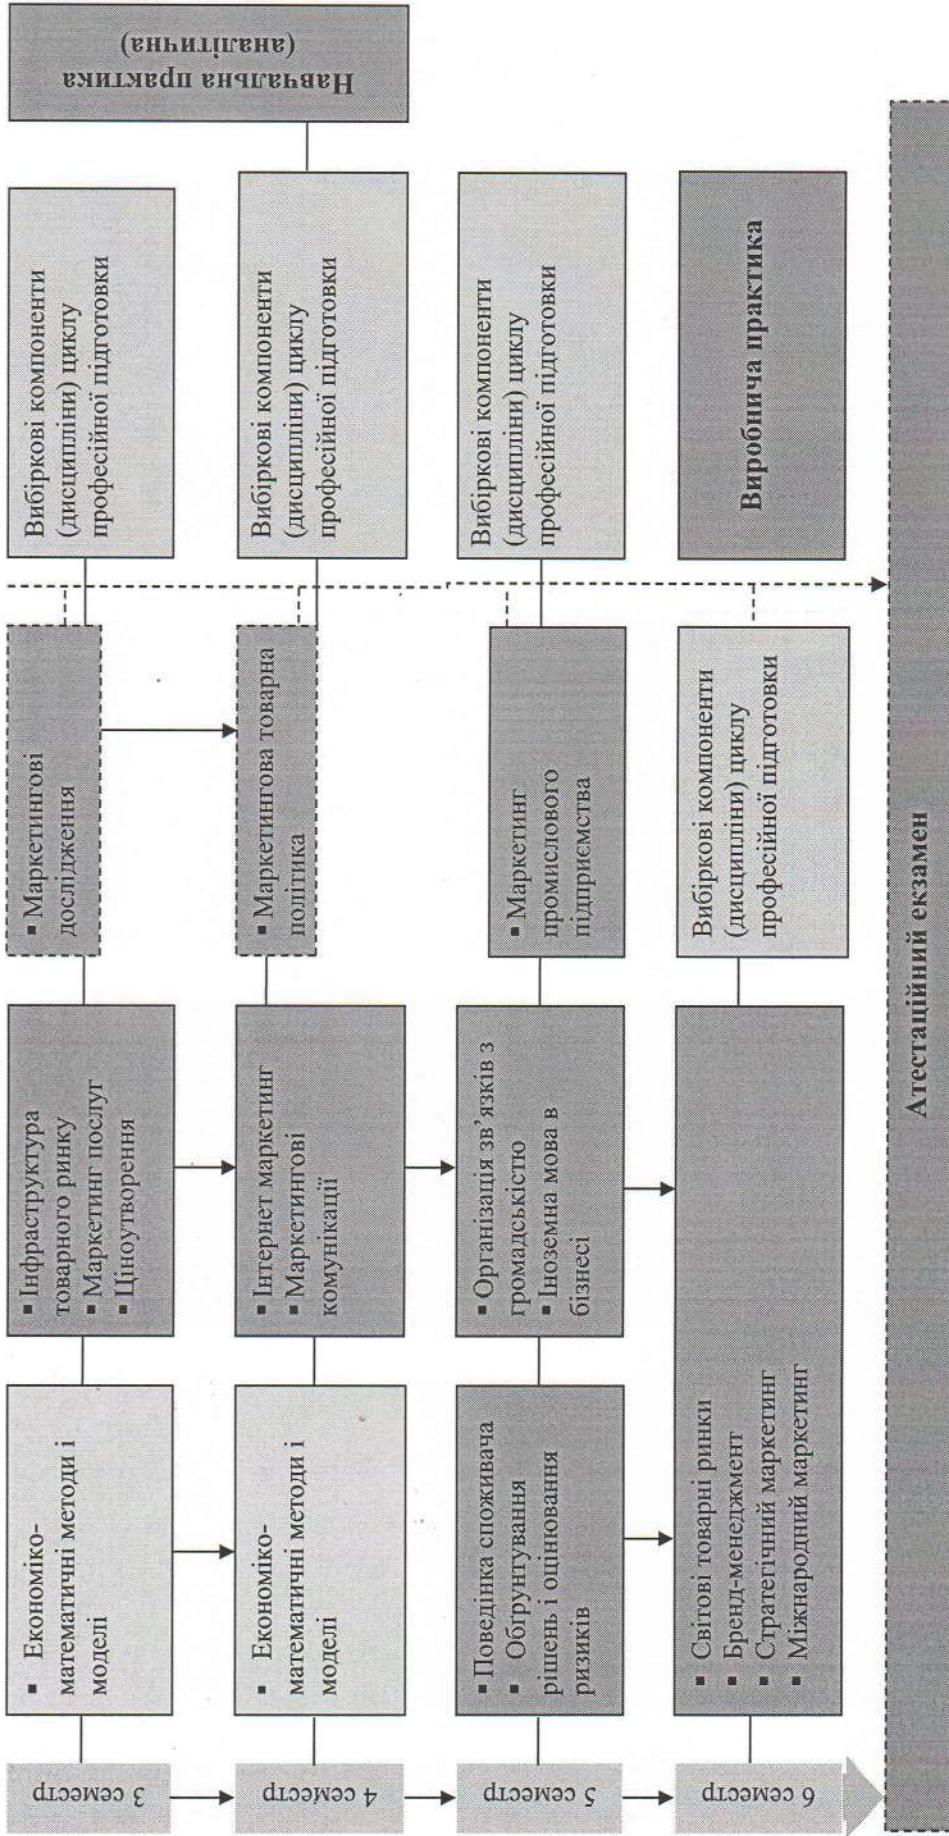 3 семестр
▪ Економіко-
математичні методи і
моделі
▪ Інфраструктура
товарного ринку
▪ Маркетинг послуг
▪ Ціноутворення
▪ Маркетингові
дослідження
Вибіркові компоненти
(дисципліни) циклу
професійної підготовки
Навчальна практика
(аналітична)
4 семестр
▪ Економіко-
математичні методи і
моделі
▪ Інтернет маркетинг
▪ Маркетингові
комунікації
▪ Маркетингова товарна
політика
Вибіркові компоненти
(дисципліни) циклу
професійної підготовки
5 семестр
▪ Поведінка споживача
▪ Обґрунтування
рішень і оцінювання
ризиків
▪ Організація зв’язків з
громадськістю
▪ Іноземна мова в
бізнесі
▪ Маркетинг
промислового
підприємства
Вибіркові компоненти
(дисципліни) циклу
професійної підготовки
6 семестр
▪ Світові товарні ринки
▪ Бренд-менеджмент
▪ Стратегічний маркетинг
▪ Міжнародний маркетинг
Вибіркові компоненти
(дисципліни) циклу
професійної підготовки
Виробнича практика
Атестаційний екзамен